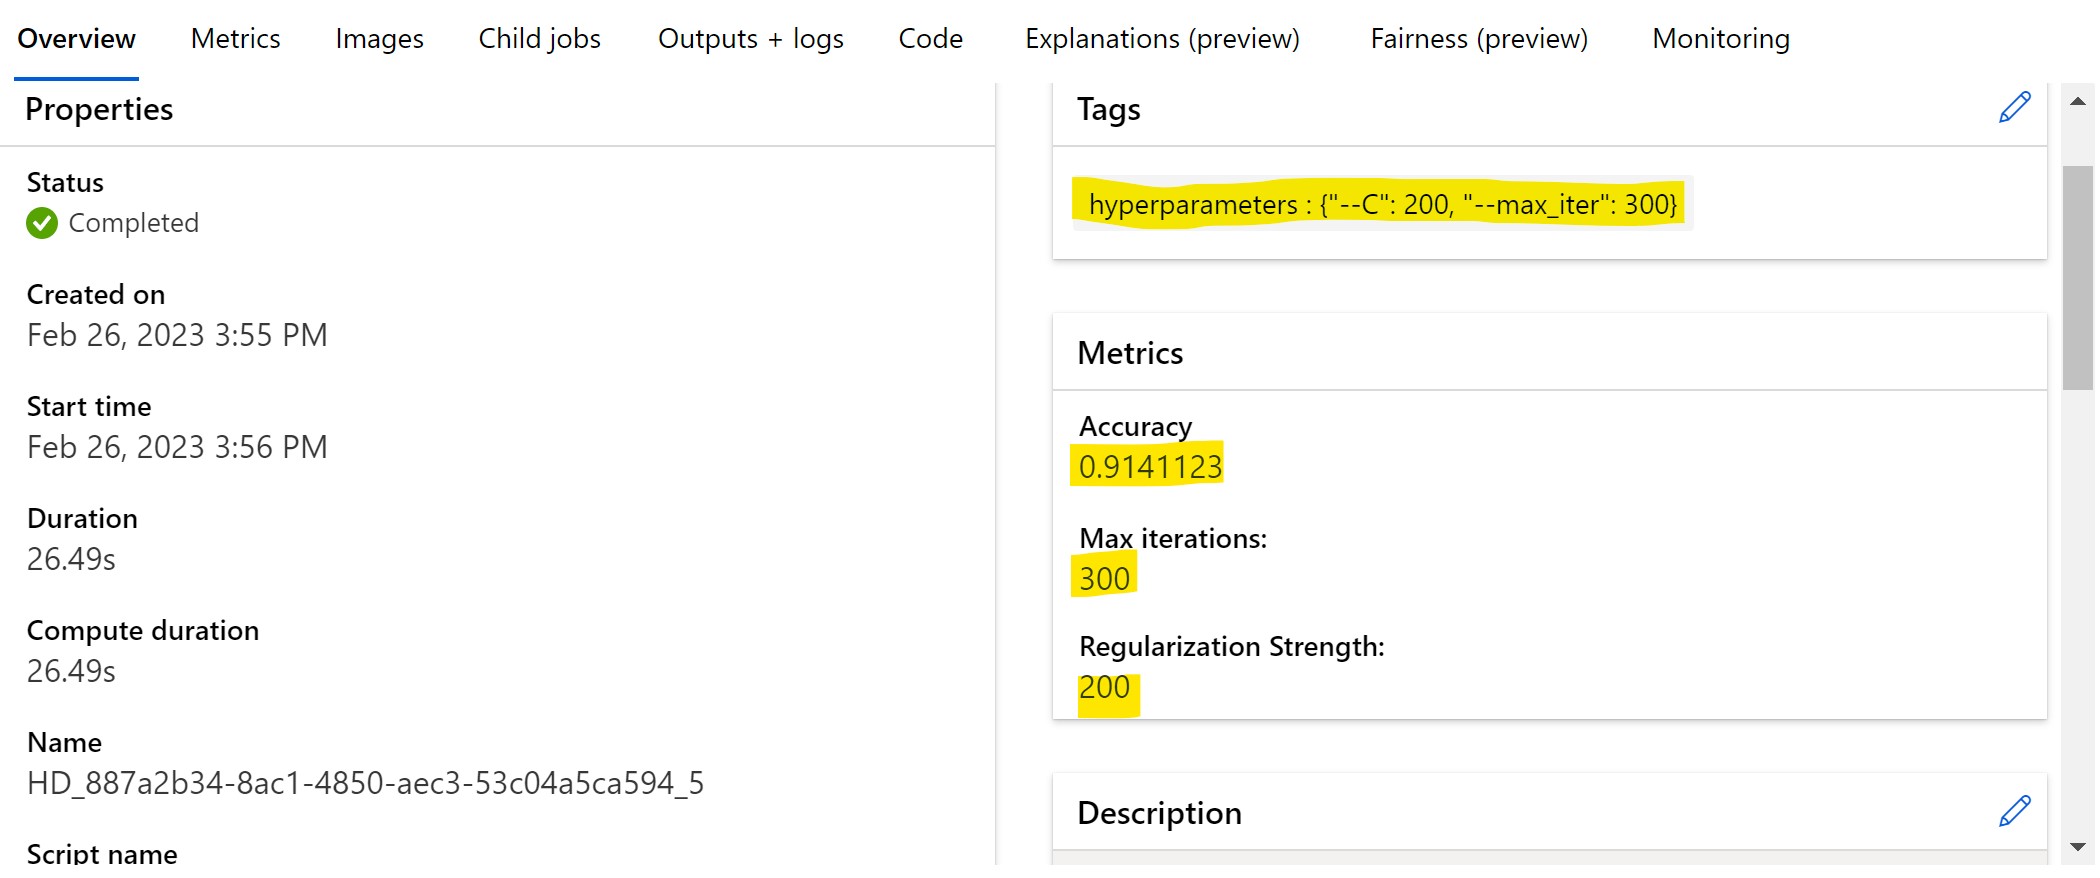 Overview Metrics Images Child jobs Outputs + logs Code Explanations (preview) Fairness (preview) Monitoring
Properties
Status
Completed
Created on
Feb 26, 2023 3:55 PM
Start time
Feb 26, 2023 3:56 PM
Duration
26.49s
Compute duration
26.49s
Name
HD_887a2b34-8ac1-4850-aec3-53c04a5ca594_5
Script name
Tags
hyperparameters : {"--C": 200, "--max_iter": 300}
Metrics
Accuracy
0.9141123
Max iterations:
300
Regularization Strength:
200
Description